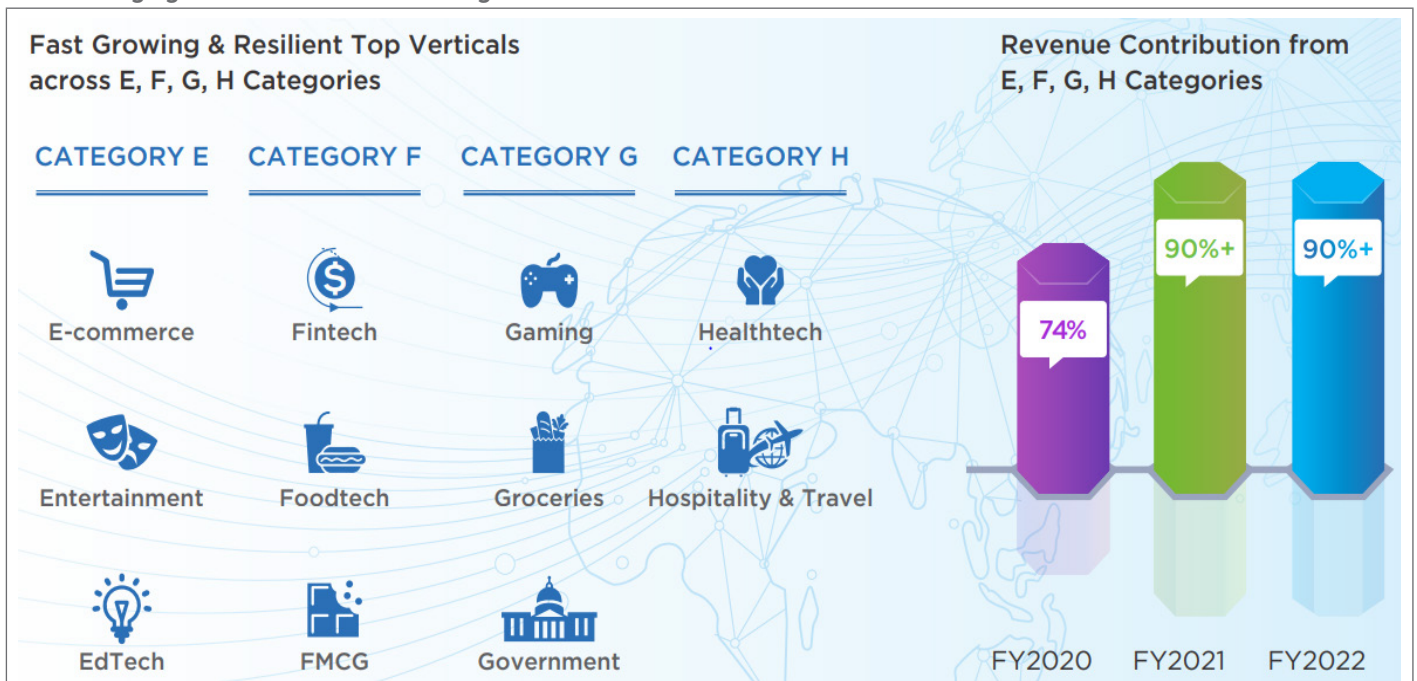 Fast Growing & Resilient Top Verticals
across E, F, G, H Categories
CATEGORY E
CATEGORY F
CATEGORY G
CATEGORY H
E-commerce
Fintech
Gaming
Healthtech
Entertainment
Foodtech
Groceries
Hospitality & Travel
EdTech
FMCG
Government
Revenue Contribution from
E, F, G, H Categories
74%
90%+
90%+
FY2020
FY2021
FY2022